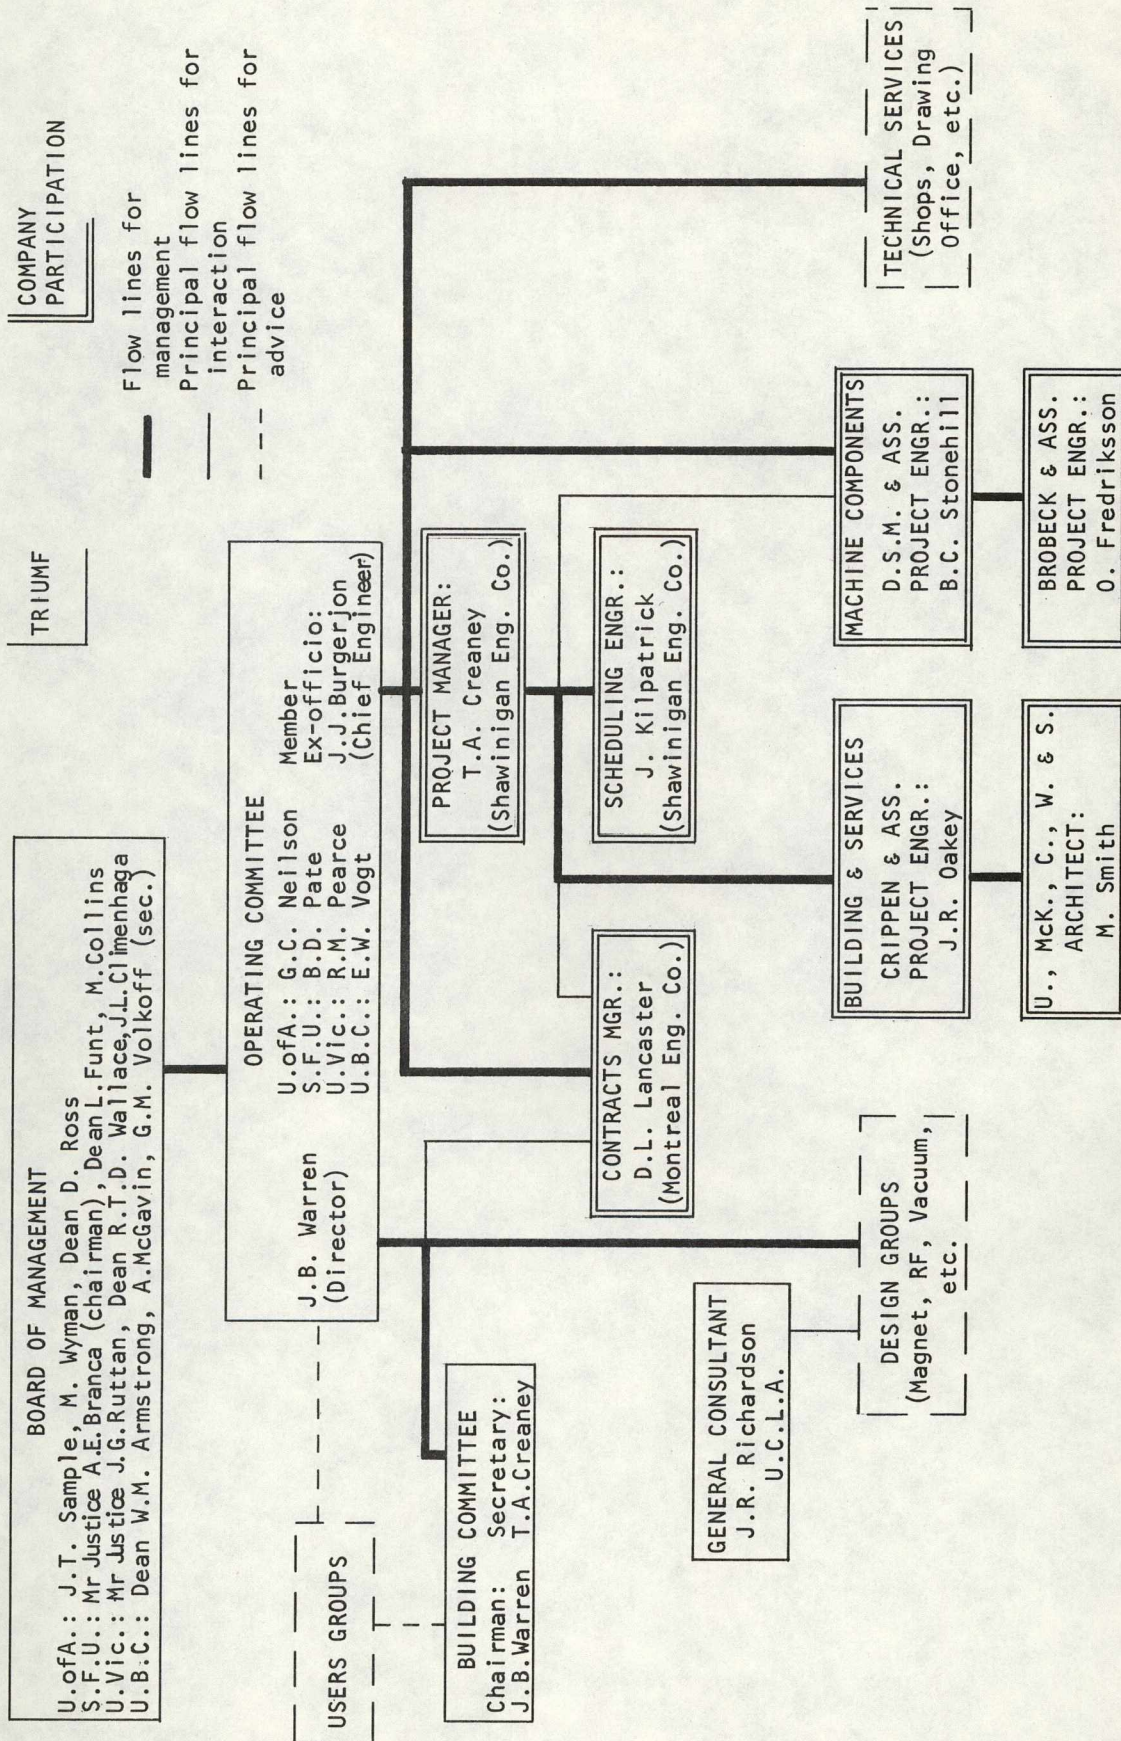 TRIUMF
COMPANY
PARTICIPATION
Flow lines for
management
Principal flow lines for
interaction
Principal flow lines for
advice
BOARD OF MANAGEMENT
U.ofA.: J.T. Sample, M. Wyman, Dean D. Ross
S.F.U.: Mr Justice A.E.Branca (chairman), Dean L.Funt, M.Collins
U.Vic.: Mr Justice J.G.Ruttan, Dean R.T.D. Wallace,J.L.Climenhaga
U.B.C.: Dean W.M. Armstrong, A.McGavin, G.M. Volkoff (sec.)
OPERATING COMMITTEE
J.B. Warren
(Director)
U.ofA.: G.C. Neilson
S.F.U.: B.D. Pate
U.Vic.: R.M. Pearce
U.B.C.: E.W. Vogt
Member
Ex-officio:
J.J.Burgerjon
(Chief Engineer)
USERS GROUPS
BUILDING COMMITTEE
Chairman: Secretary:
J.B.Warren T.A.Creaney
PROJECT MANAGER:
T.A. Creaney
(Shawinigan Eng. Co.)
CONTRACTS MGR.:
D.L. Lancaster
(Montreal Eng. Co.)
SCHEDULING ENGR.:
J. Kilpatrick
(Shawinigan Eng. Co.)
GENERAL CONSULTANT
J.R. Richardson
U.C.L.A.
DESIGN GROUPS
(Magnet, RF, Vacuum,
etc.
BUILDING & SERVICES
CRIPPEN & ASS.
PROJECT ENGR.:
J.R. Oakey
MACHINE COMPONENTS
D.S.M. & ASS.
PROJECT ENGR.:
B.C. Stonehill
TECHNICAL SERVICES
(Shops, Drawing
Office, etc.)
U., McK., C., W. & S.
ARCHITECT:
M. Smith
BROBECK & ASS.
PROJECT ENGR.:
O. Fredriksson